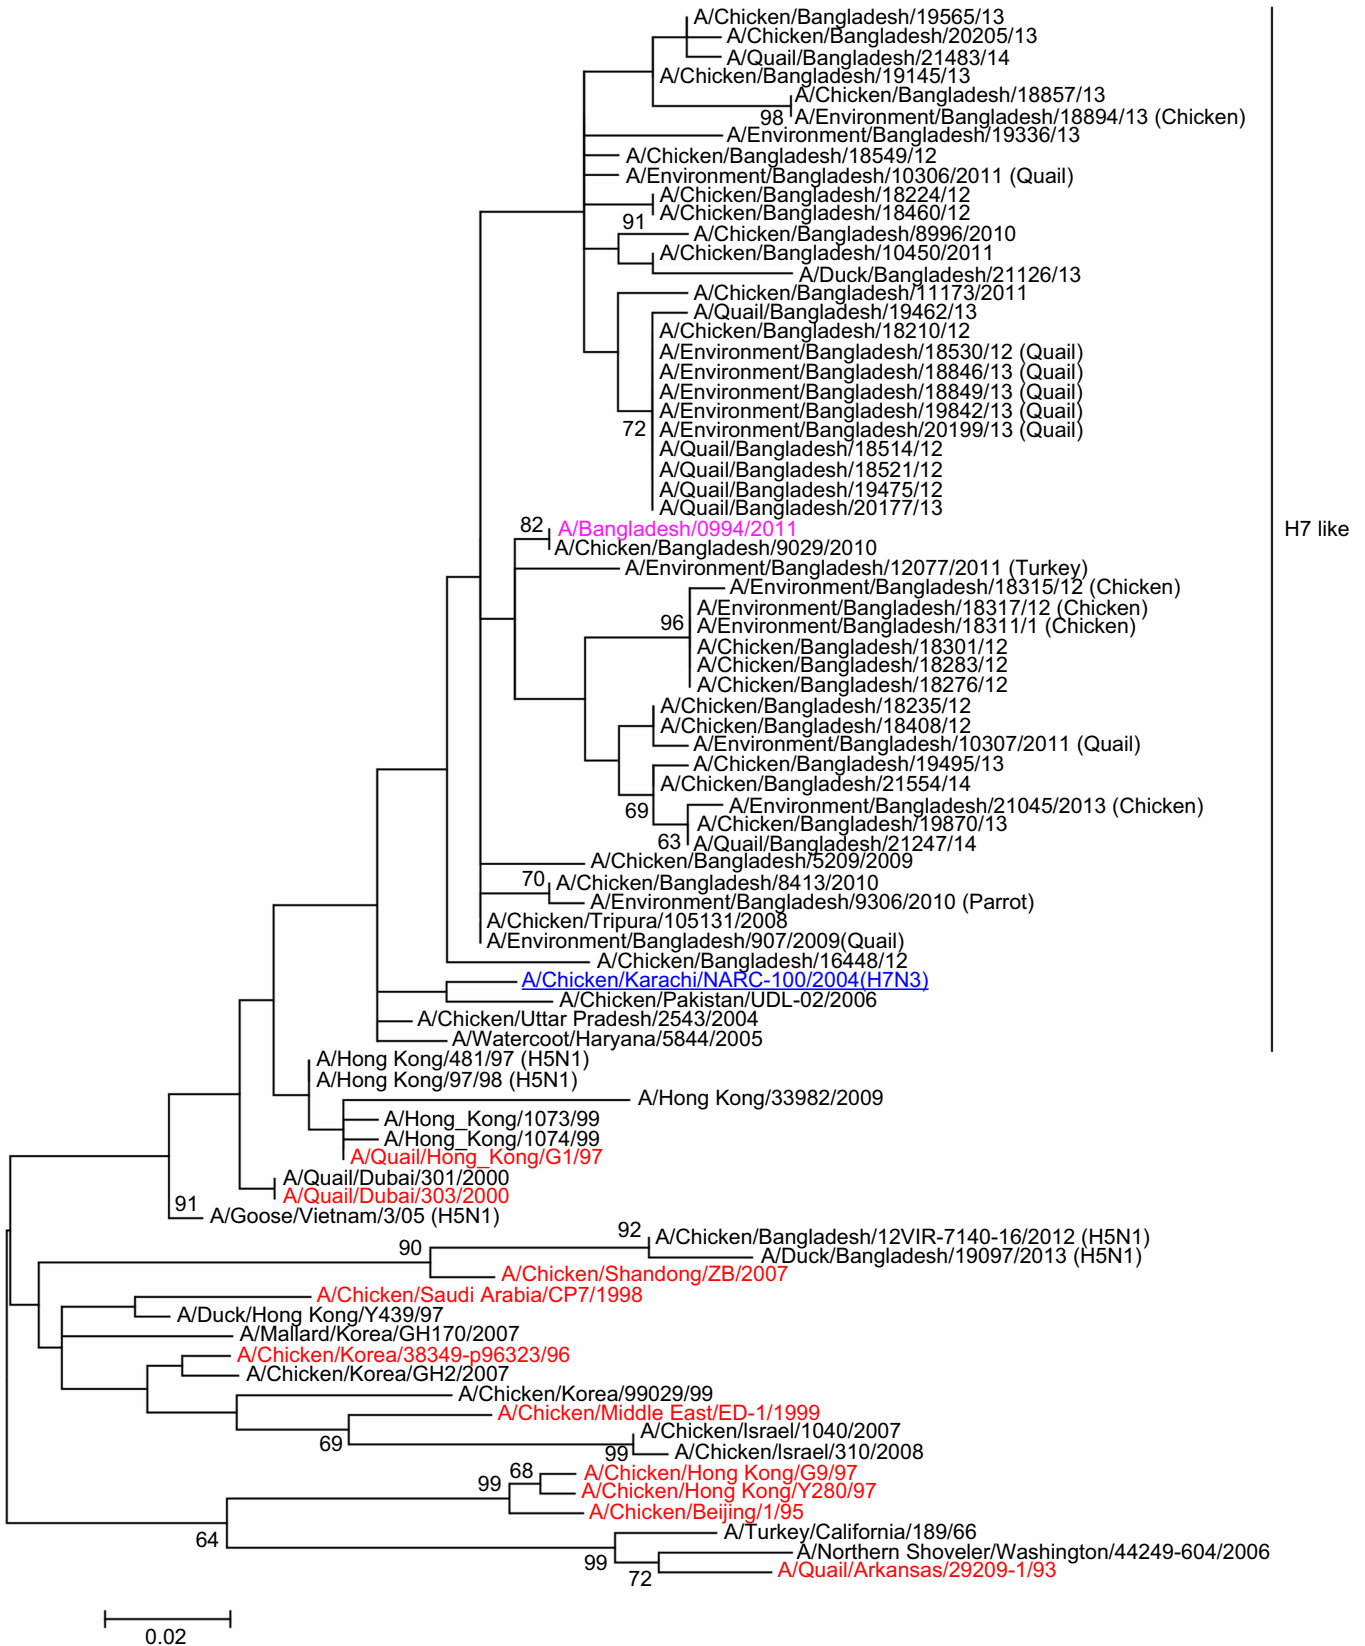 A/Chicken/Bangladesh/19565/13
A/Chicken/Bangladesh/20205/13
A/Quail/Bangladesh/21483/14
A/Chicken/Bangladesh/19145/13
A/Chicken/Bangladesh/18857/13
98
A/Environment/Bangladesh/18894/13 (Chicken)
A/Environment/Bangladesh/19336/13
A/Chicken/Bangladesh/18549/12
A/Environment/Bangladesh/10306/2011 (Quail)
A/Chicken/Bangladesh/18224/12
A/Chicken/Bangladesh/18460/12
91
A/Chicken/Bangladesh/8996/2010
A/Chicken/Bangladesh/10450/2011
A/Duck/Bangladesh/21126/13
A/Chicken/Bangladesh/11173/2011
A/Quail/Bangladesh/19462/13
A/Chicken/Bangladesh/18210/12
A/Environment/Bangladesh/18530/12 (Quail)
A/Environment/Bangladesh/18846/13 (Quail)
A/Environment/Bangladesh/18849/13 (Quail)
A/Environment/Bangladesh/19842/13 (Quail)
72
A/Environment/Bangladesh/20199/13 (Quail)
A/Quail/Bangladesh/18514/12
A/Quail/Bangladesh/18521/12
A/Quail/Bangladesh/19475/12
A/Quail/Bangladesh/20177/13
82
A/Bangladesh/0994/2011
H7 like
A/Chicken/Bangladesh/9029/2010
A/Environment/Bangladesh/12077/2011 (Turkey)
A/Environment/Bangladesh/18315/12 (Chicken)
A/Environment/Bangladesh/18317/12 (Chicken)
96
A/Environment/Bangladesh/18311/1 (Chicken)
A/Chicken/Bangladesh/18301/12
A/Chicken/Bangladesh/18283/12
A/Chicken/Bangladesh/18276/12
A/Chicken/Bangladesh/18235/12
A/Chicken/Bangladesh/18408/12
A/Environment/Bangladesh/10307/2011 (Quail)
A/Chicken/Bangladesh/19495/13
A/Chicken/Bangladesh/21554/14
69
A/Environment/Bangladesh/21045/2013 (Chicken)
A/Chicken/Bangladesh/19870/13
63
A/Quail/Bangladesh/21247/14
A/Chicken/Bangladesh/5209/2009
70
A/Chicken/Bangladesh/8413/2010
A/Environment/Bangladesh/9306/2010 (Parrot)
A/Chicken/Tripura/105131/2008
A/Environment/Bangladesh/907/2009(Quail)
A/Chicken/Bangladesh/16448/12
A/Chicken/Karachi/NARC-100/2004(H7N3)
A/Chicken/Pakistan/UDL-02/2006
A/Chicken/Uttar Pradesh/2543/2004
A/Watercoot/Haryana/5844/2005
A/Hong Kong/481/97 (H5N1)
A/Hong Kong/97/98 (H5N1)
A/Hong Kong/33982/2009
A/Hong_Kong/1073/99
A/Hong_Kong/1074/99
A/Quail/Hong_Kong/G1/97
A/Quail/Dubai/301/2000
A/Quail/Dubai/303/2000
91
A/Goose/Vietnam/3/05 (H5N1)
92
A/Chicken/Bangladesh/12VIR-7140-16/2012 (H5N1)
90
A/Duck/Bangladesh/19097/2013 (H5N1)
A/Chicken/Shandong/ZB/2007
A/Chicken/Saudi Arabia/CP7/1998
A/Duck/Hong Kong/Y439/97
A/Mallard/Korea/GH170/2007
A/Chicken/Korea/38349-p96323/96
A/Chicken/Korea/GH2/2007
A/Chicken/Korea/99029/99
A/Chicken/Middle East/ED-1/1999
A/Chicken/Israel/1040/2007
69
99
A/Chicken/Israel/310/2008
68
A/Chicken/Hong Kong/G9/97
99
A/Chicken/Hong Kong/Y280/97
A/Chicken/Beijing/1/95
A/Turkey/California/189/66
64
A/Northern Shoveler/Washington/44249-604/2006
99
A/Quail/Arkansas/29209-1/93
72
0.02